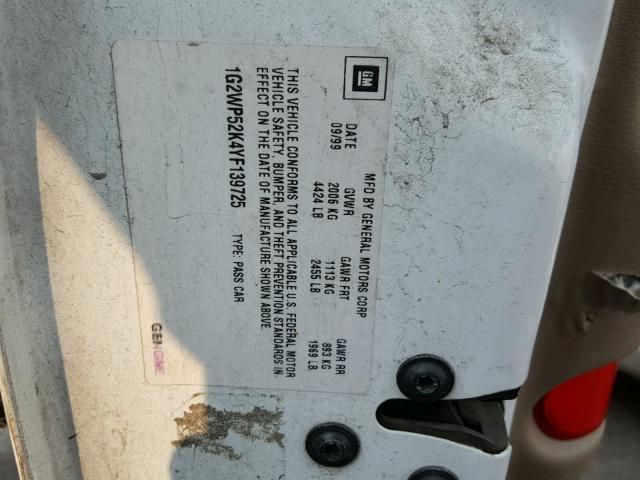 GM
MFD BY GENERAL MOTORS CORP
DATE GVWR GAWR FRT GAWR RR
09/99 2006 KG 1113 KG 893 KG
4424 LB 2455 LB 1969 LB
THIS VEHICLE CONFORMS TO ALL APPLICABLE U.S. FEDERAL MOTOR
VEHICLE SAFETY, BUMPER, AND THEFT PREVENTION STANDARDS IN
EFFECT ON THE DATE OF MANUFACTURE SHOWN ABOVE.
1G2WP52K4YF139725 TYPE: PASS CAR